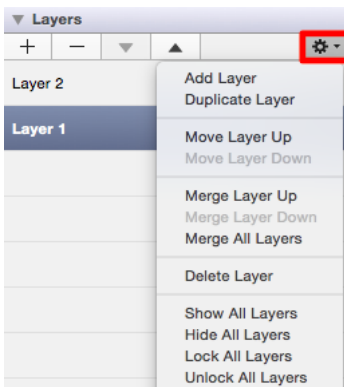 Layers
Layer 2
Layer 1
Add Layer
Duplicate Layer
Move Layer Up
Move Layer Down
Merge Layer Up
Merge Layer Down
Merge All Layers
Delete Layer
Show All Layers
Hide All Layers
Lock All Layers
Unlock All Layers